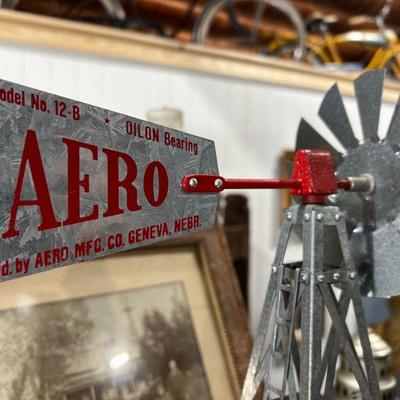 odel No. 12-B * OILON Bearing
AERO
d. by AERO MFG. CO. GENEVA, NEBR.